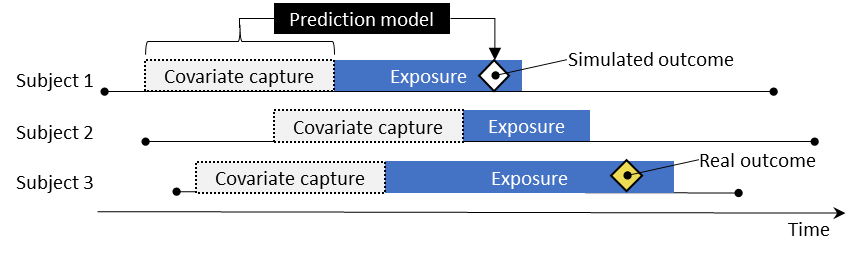 Prediction model
Simulated outcome
Subject 1
Covariate capture
Exposure
Subject 2
Covariate capture
Exposure
Real outcome
Subject 3
Covariate capture
Exposure
Time